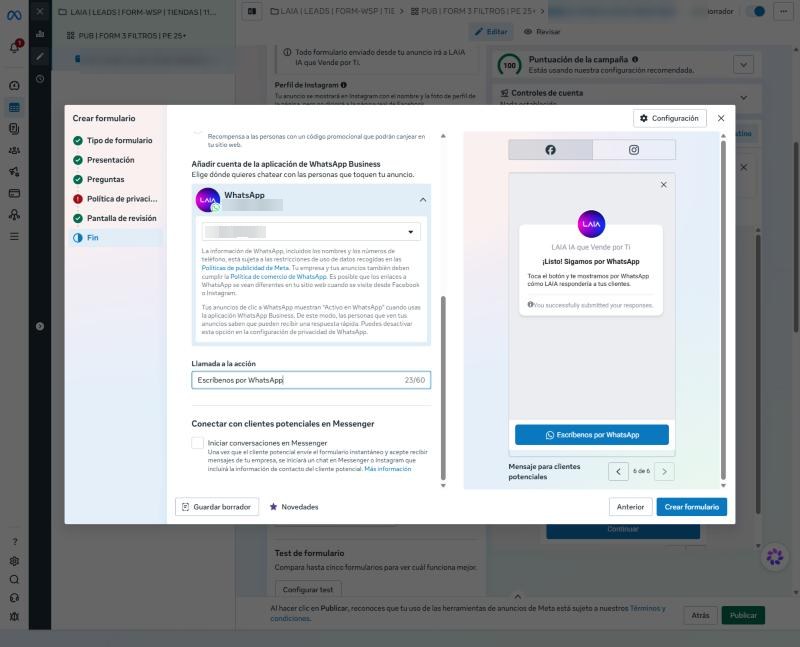 LAIA | LEADS | FORM-WSP | TIENDAS | 11...
PUB | FORM 3 FILTROS | PE 25+
LAIA | LEADS | FORM-WSP | TIE
PUB | FORM 3 FILTROS | PE 25+
orrador
Editar
Revisar
Todo formulario enviado desde tu anuncio irá a LAIA
IA que Vende por Ti.
Perfil de Instagram
Tu anuncio se mostrará en Instagram con el nombre y la foto de perfil de
100
Puntuación de la campaña
Estás usando nuestra configuración recomendada.
Controles de cuenta
Nada establecido
Crear formulario
Tipo de formulario
Presentación
Preguntas
Política de privaci...
Pantalla de revisión
Fin
Configuración
Recompensa a las personas con un código promocional que podrán canjear en
tu sitio web.
Añadir cuenta de la aplicación de WhatsApp Business
Elige dónde quieres chatear con las personas que toquen tu anuncio.
LAIA
WhatsApp
La información de WhatsApp, incluidos los nombres y los números de
teléfono, está sujeta a las restricciones de uso de datos recogidas en las
Políticas de publicidad de Meta. Tu empresa y tus anuncios también deben
cumplir la Política de comercio de WhatsApp. Es posible que los enlaces a
WhatsApp se vean diferentes en tu sitio web cuando se visite desde Facebook
o Instagram.
Tus anuncios de clic a WhatsApp muestran "Activo en WhatsApp" cuando usas
la aplicación WhatsApp Business. De este modo, las personas que ven tus
anuncios saben que pueden recibir una respuesta rápida. Puedes desactivar
esta opción en la configuración de privacidad de WhatsApp.
Llamada a la acción
Escríbenos por WhatsApp
23/60
Conectar con clientes potenciales en Messenger
Iniciar conversaciones en Messenger
Una vez que el cliente potencial envíe el formulario instantáneo y acepte recibir
mensajes de tu empresa, se iniciará un chat en Messenger o Instagram que
incluirá la información de contacto del cliente potencial. Más información
LAIA
LAIA IA que Vende por Ti
¡Listo! Sigamos por WhatsApp
Toca el botón y te mostramos por WhatsApp
cómo LAIA respondería a tus clientes.
You successfully submitted your responses.
Escríbenos por WhatsApp
Mensaje para clientes
potenciales
6 de 6
Guardar borrador
Novedades
Anterior
Crear formulario
Continuar
Test de formulario
Compara hasta cinco formularios para ver cuál funciona mejor.
Configurar test
Al hacer clic en Publicar, reconoces que tu uso de las herramientas de anuncios de Meta está sujeto a nuestros Términos y
condiciones.
Atrás
Publicar